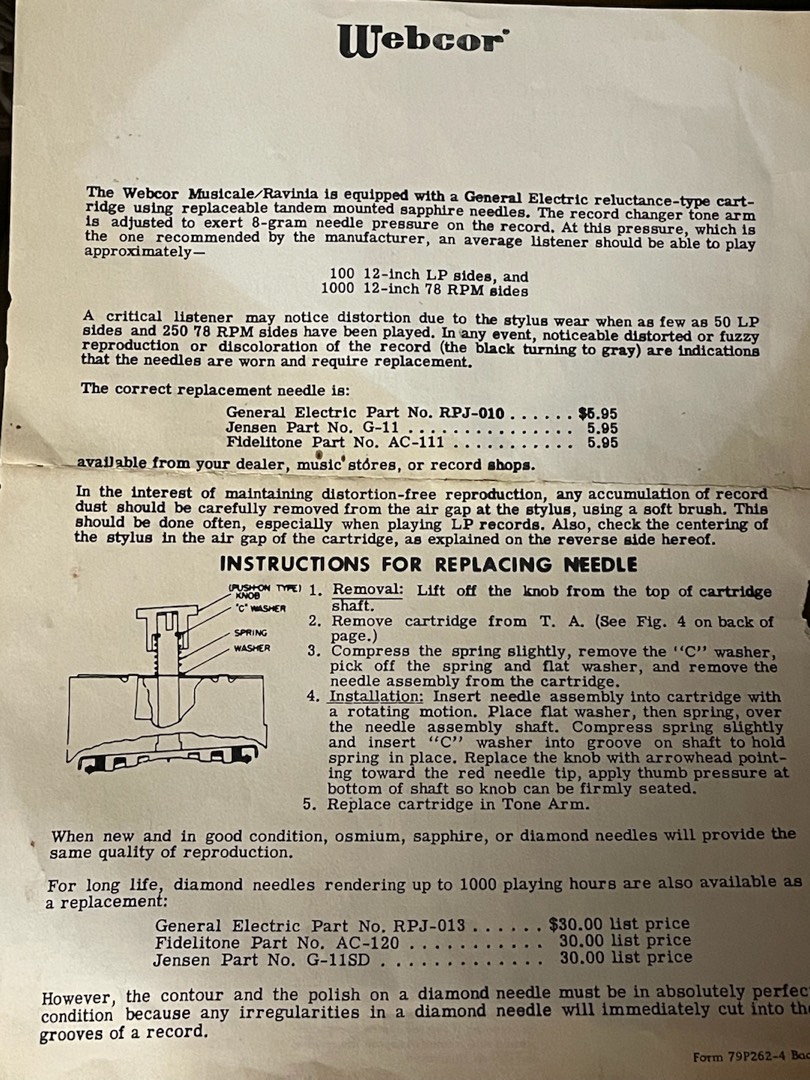 Webcor
The Webcor Musicale/Ravinia is equipped with a General Electric reluctance-type cart-
ridge using replaceable tandem mounted sapphire needles. The record changer tone arm
is adjusted to exert 8-gram needle pressure on the record. At this pressure, which is
the one recommended by the manufacturer, an average listener should be able to play
approximately—
100 12-inch LP sides, and
1000 12-inch 78 RPM sides
A critical listener may notice distortion due to the stylus wear when as few as 50 LP
sides and 250 78 RPM sides have been played. In any event, noticeable distorted or fuzzy
reproduction or discoloration of the record (the black turning to gray) are indications
that the needles are worn and require replacement.
The correct replacement needle is:
General Electric Part No. RPJ-010 . . . . . . $5.95
Jensen Part No. G-11 . . . . . . . . . . . . . . . 5.95
Fidelitone Part No. AC-111 . . . . . . . . . . . 5.95
available from your dealer, music stores, or record shops.
In the interest of maintaining distortion-free reproduction, any accumulation of record
dust should be carefully removed from the air gap at the stylus, using a soft brush. This
should be done often, especially when playing LP records. Also, check the centering of
the stylus in the air gap of the cartridge, as explained on the reverse side hereof.
INSTRUCTIONS FOR REPLACING NEEDLE
(PUSH-ON TYPE)
KNOB
"C" WASHER
SPRING
WASHER
1. Removal: Lift off the knob from the top of cartridge
shaft.
2. Remove cartridge from T. A. (See Fig. 4 on back of
page.)
3. Compress the spring slightly, remove the "C" washer,
pick off the spring and flat washer, and remove the
needle assembly from the cartridge.
4. Installation: Insert needle assembly into cartridge with
a rotating motion. Place flat washer, then spring, over
the needle assembly shaft. Compress spring slightly
and insert "C" washer into groove on shaft to hold
spring in place. Replace the knob with arrowhead point-
ing toward the red needle tip, apply thumb pressure at
bottom of shaft so knob can be firmly seated.
5. Replace cartridge in Tone Arm.
When new and in good condition, osmium, sapphire, or diamond needles will provide the
same quality of reproduction.
For long life, diamond needles rendering up to 1000 playing hours are also available as
a replacement:
General Electric Part No. RPJ-013 . . . . . . $30.00 list price
Fidelitone Part No. AC-120 . . . . . . . . . . . 30.00 list price
Jensen Part No. G-11SD . . . . . . . . . . . . . 30.00 list price
However, the contour and the polish on a diamond needle must be in absolutely perfec
condition because any irregularities in a diamond needle will immediately cut into the
grooves of a record.
Form 79P262-4 Bac